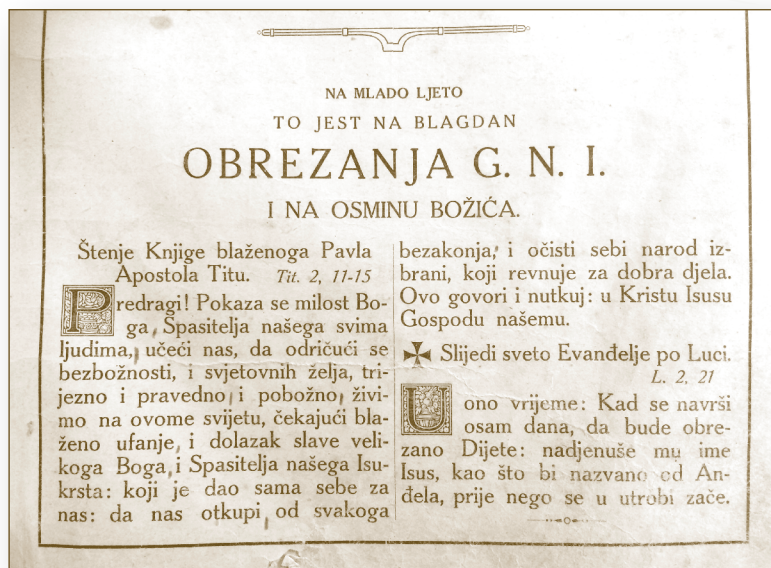 NA MLADO LJETO
TO JEST NA BLAGDAN
OBREZANJA G. N. I.
I NA OSMINU BOŽIĆA.
Štenje Knjige blaženoga Pavla
Apostola Titu. Tit. 2, 11-15
Predragi! Pokaza se milost Bo-
ga, Spasitelja našega svima
ljudima, učeći nas, da odričući se
bezbožnosti, i svjetovnih želja, tri-
jezno i pravedno, i pobožno, živi-
mo na ovome svijetu, čekajući bla-
ženo ufanje, i dolazak slave veli-
koga Boga, i Spasitelja našega Isu-
krsta: koji je dao sama sebe za
nas: da nas otkupi, od svakoga
bezakonja, i očisti sebi narod iz-
brani, koji revnuje za dobra djela.
Ovo govori i nutkuj: u Kristu Isusu
Gospodu našemu.
✠ Slijedi sveto Evanđelje po Luci.
L. 2, 21
U ono vrijeme: Kad se navrši
osam dana, da bude obre-
zano Dijete: nadjenuše mu ime
Isus, kao što bi nazvano od An-
đela, prije nego se u utrobi zače.